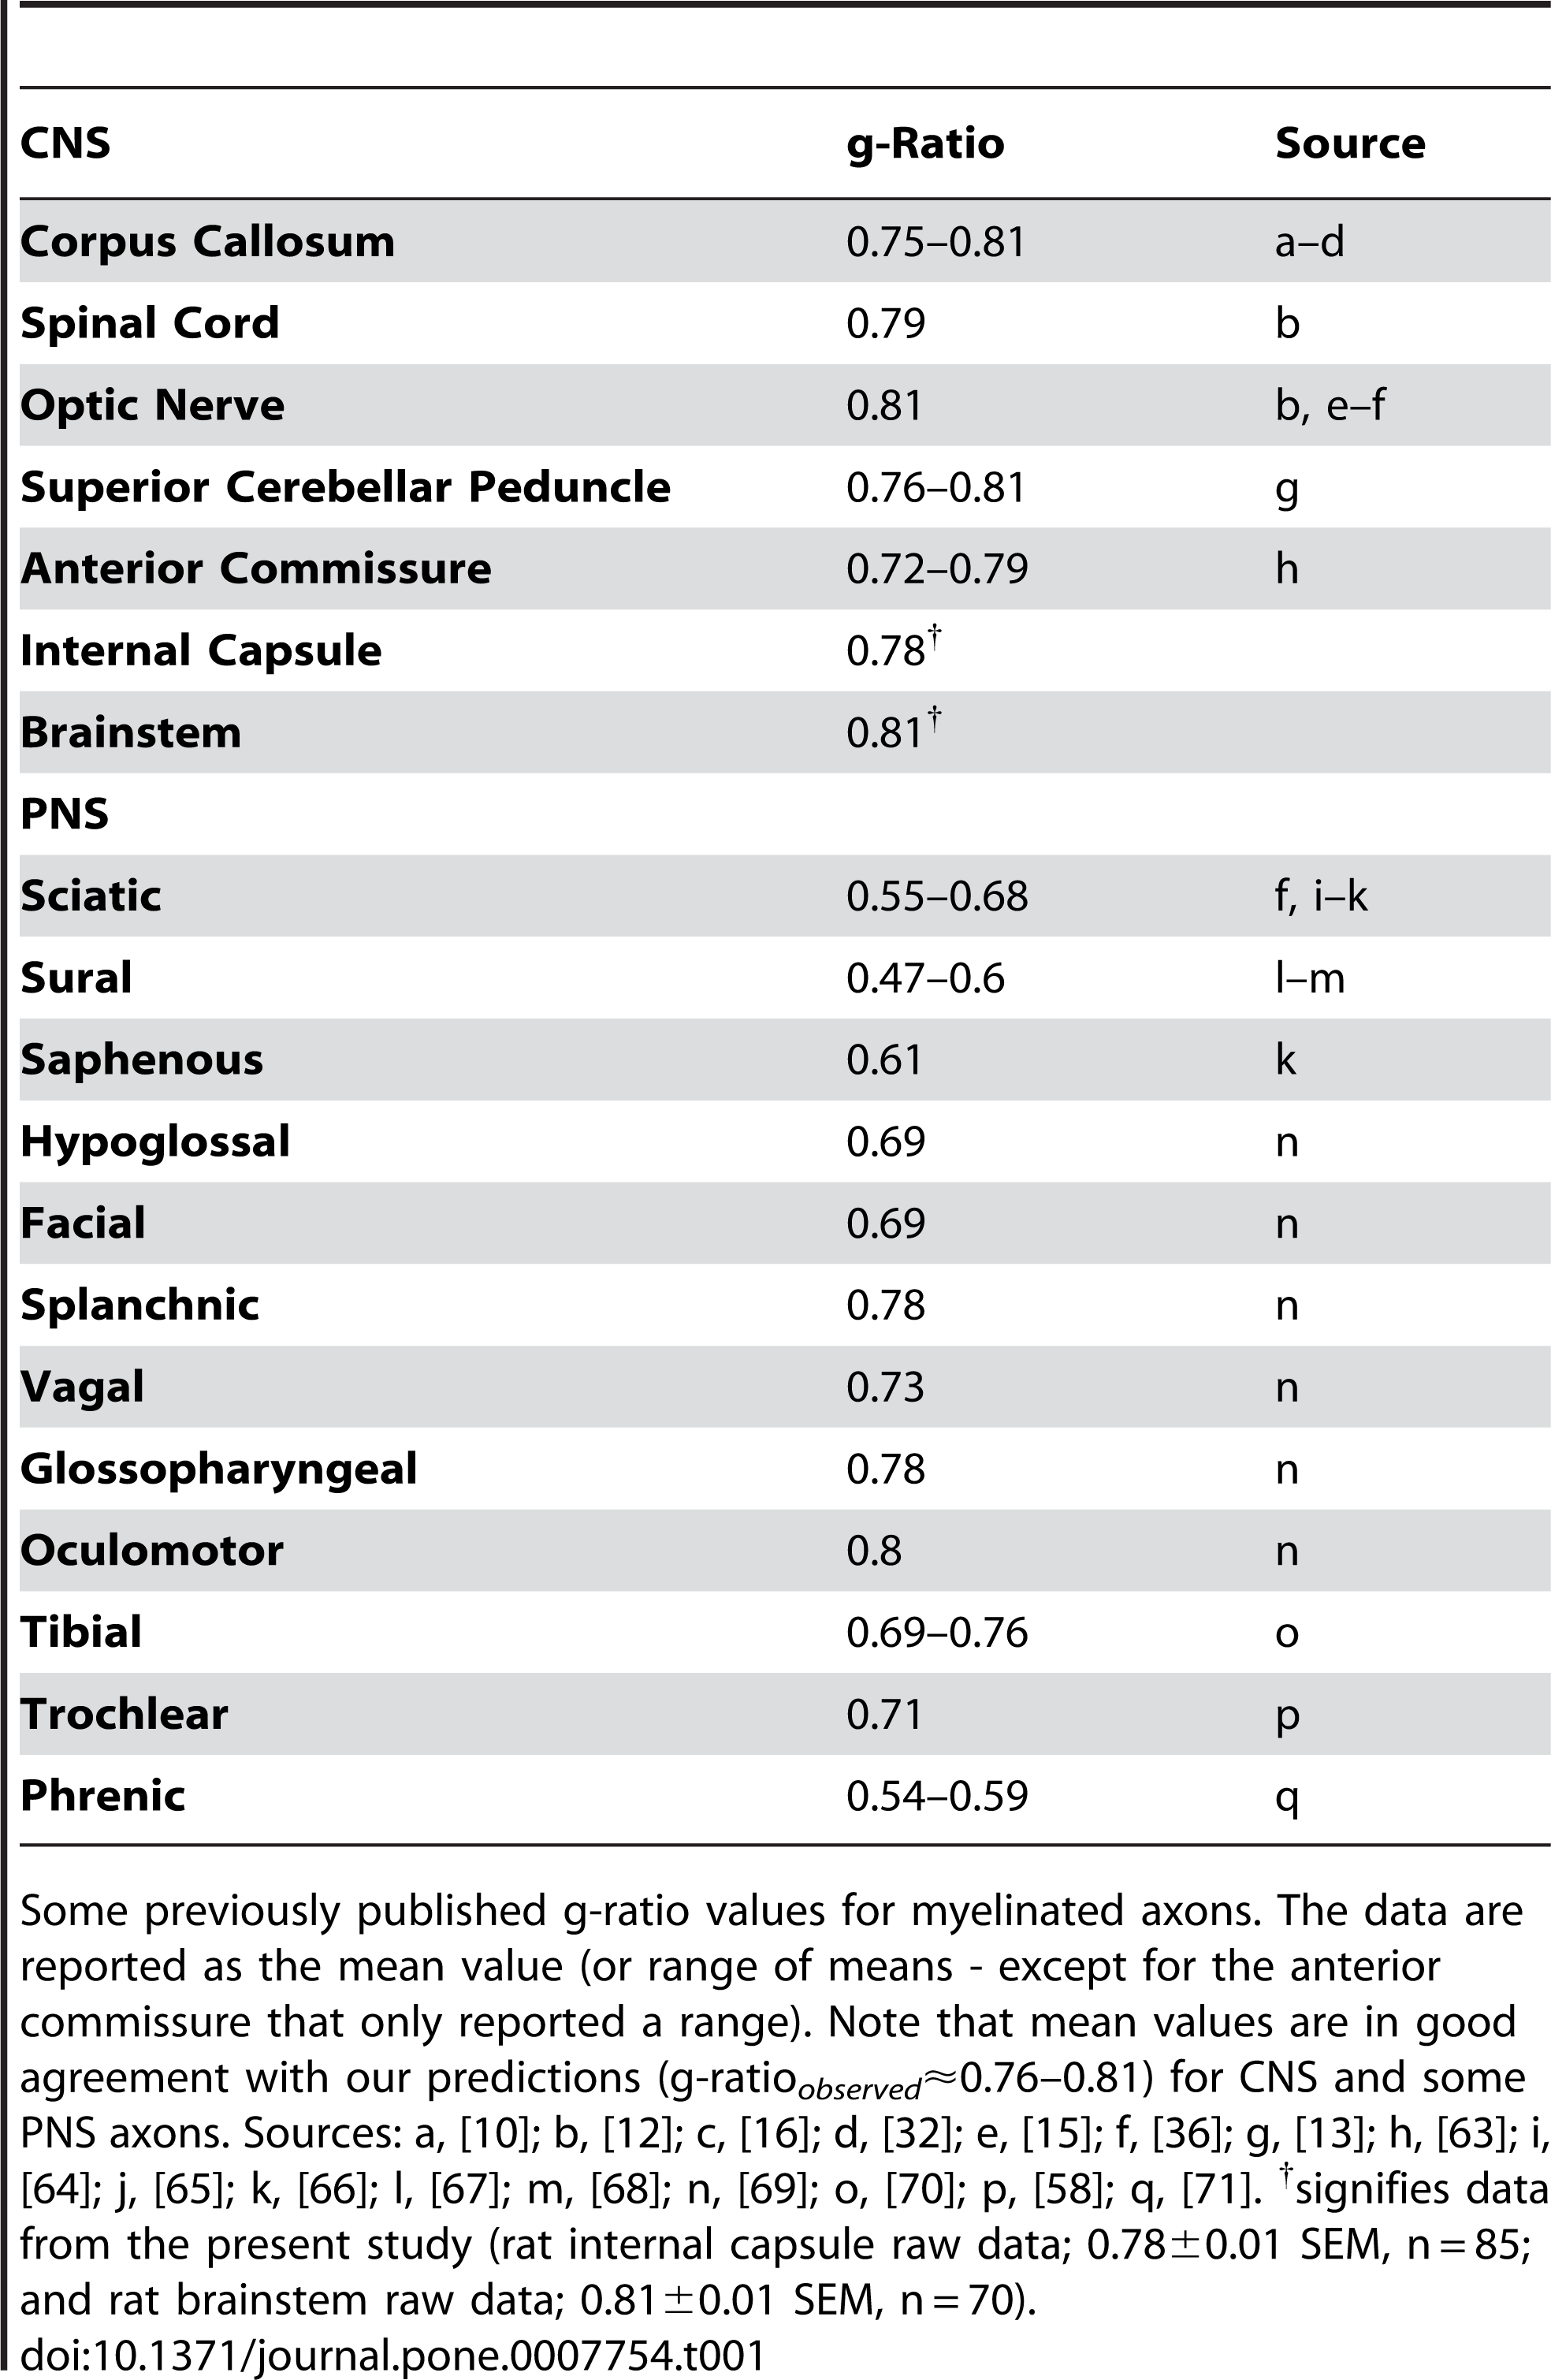 CNS g-Ratio Source
Corpus Callosum 0.75–0.81 a–d
Spinal Cord 0.79 b
Optic Nerve 0.81 b, e–f
Superior Cerebellar Peduncle 0.76–0.81 g
Anterior Commissure 0.72–0.79 h
Internal Capsule 0.78†
Brainstem 0.81†
PNS
Sciatic 0.55–0.68 f, i–k
Sural 0.47–0.6 l–m
Saphenous 0.61 k
Hypoglossal 0.69 n
Facial 0.69 n
Splanchnic 0.78 n
Vagal 0.73 n
Glossopharyngeal 0.78 n
Oculomotor 0.8 n
Tibial 0.69–0.76 o
Trochlear 0.71 p
Phrenic 0.54–0.59 q
Some previously published g-ratio values for myelinated axons. The data are
reported as the mean value (or range of means - except for the anterior
commissure that only reported a range). Note that mean values are in good
agreement with our predictions (g-ratioobserved≈0.76–0.81) for CNS and some
PNS axons. Sources: a, [10]; b, [12]; c, [16]; d, [32]; e, [15]; f, [36]; g, [13]; h, [63]; i,
[64]; j, [65]; k, [66]; l, [67]; m, [68]; n, [69]; o, [70]; p, [58]; q, [71]. †signifies data
from the present study (rat internal capsule raw data; 0.78±0.01 SEM, n=85;
and rat brainstem raw data; 0.81±0.01 SEM, n=70).
doi:10.1371/journal.pone.0007754.t001